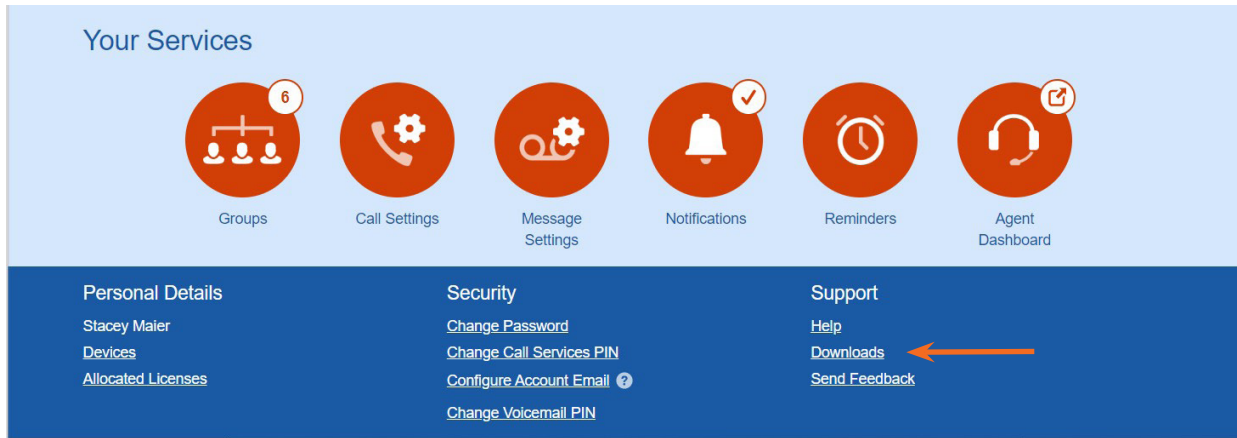 Your Services
6
Groups
Call Settings
Message
Settings
Notifications
Reminders
Agent
Dashboard
Personal Details
Stacey Maier
Devices
Allocated Licenses
Security
Change Password
Change Call Services PIN
Configure Account Email ?
Change Voicemail PIN
Support
Help
Downloads
Send Feedback